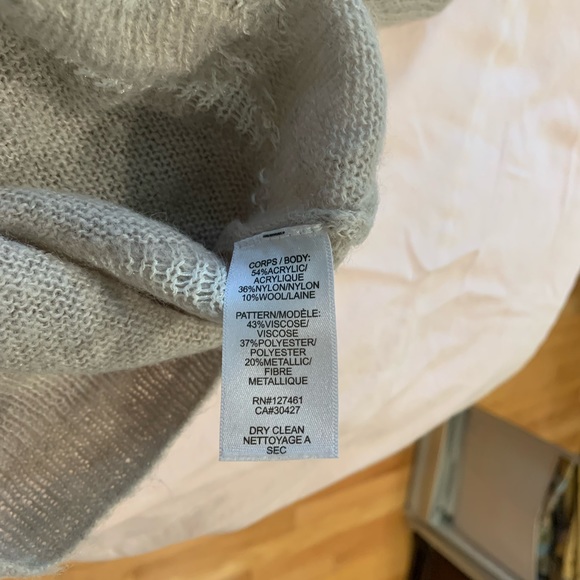 CORPS / BODY:
54%ACRYLIC/
ACRYLIQUE
36%NYLON/NYLON
10%WOOL/LAINE
PATTERN/MODÈLE:
43%VISCOSE/
VISCOSE
37%POLYESTER/
POLYESTER
20%METALLIC/
FIBRE
METALLIQUE
RN#127461
CA#30427
DRY CLEAN
NETTOYAGE A
SEC